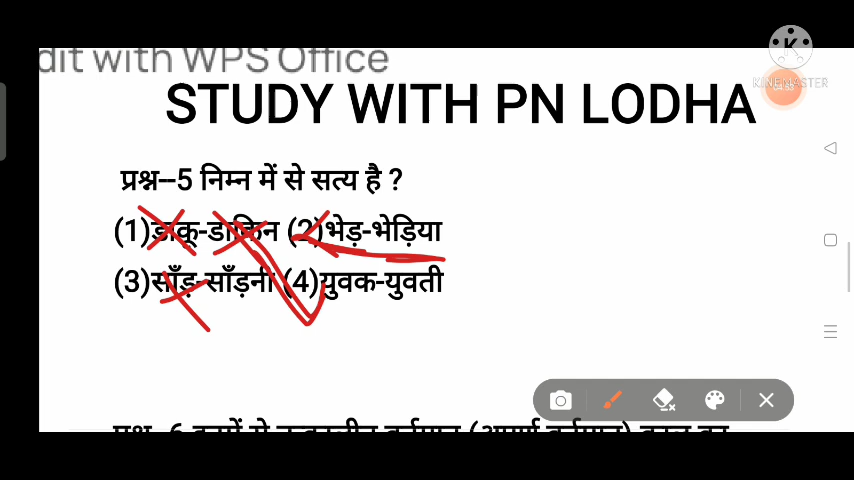 dit with WPS Office
KINEMASTER
STUDY WITH PN LODHA
प्रश्न--5 निम्न में से सत्य है ?
(1)डाकू-डाकिन (2)भेड़-भेड़िया
(3)साँड़-साँड़नी (4)युवक-युवती